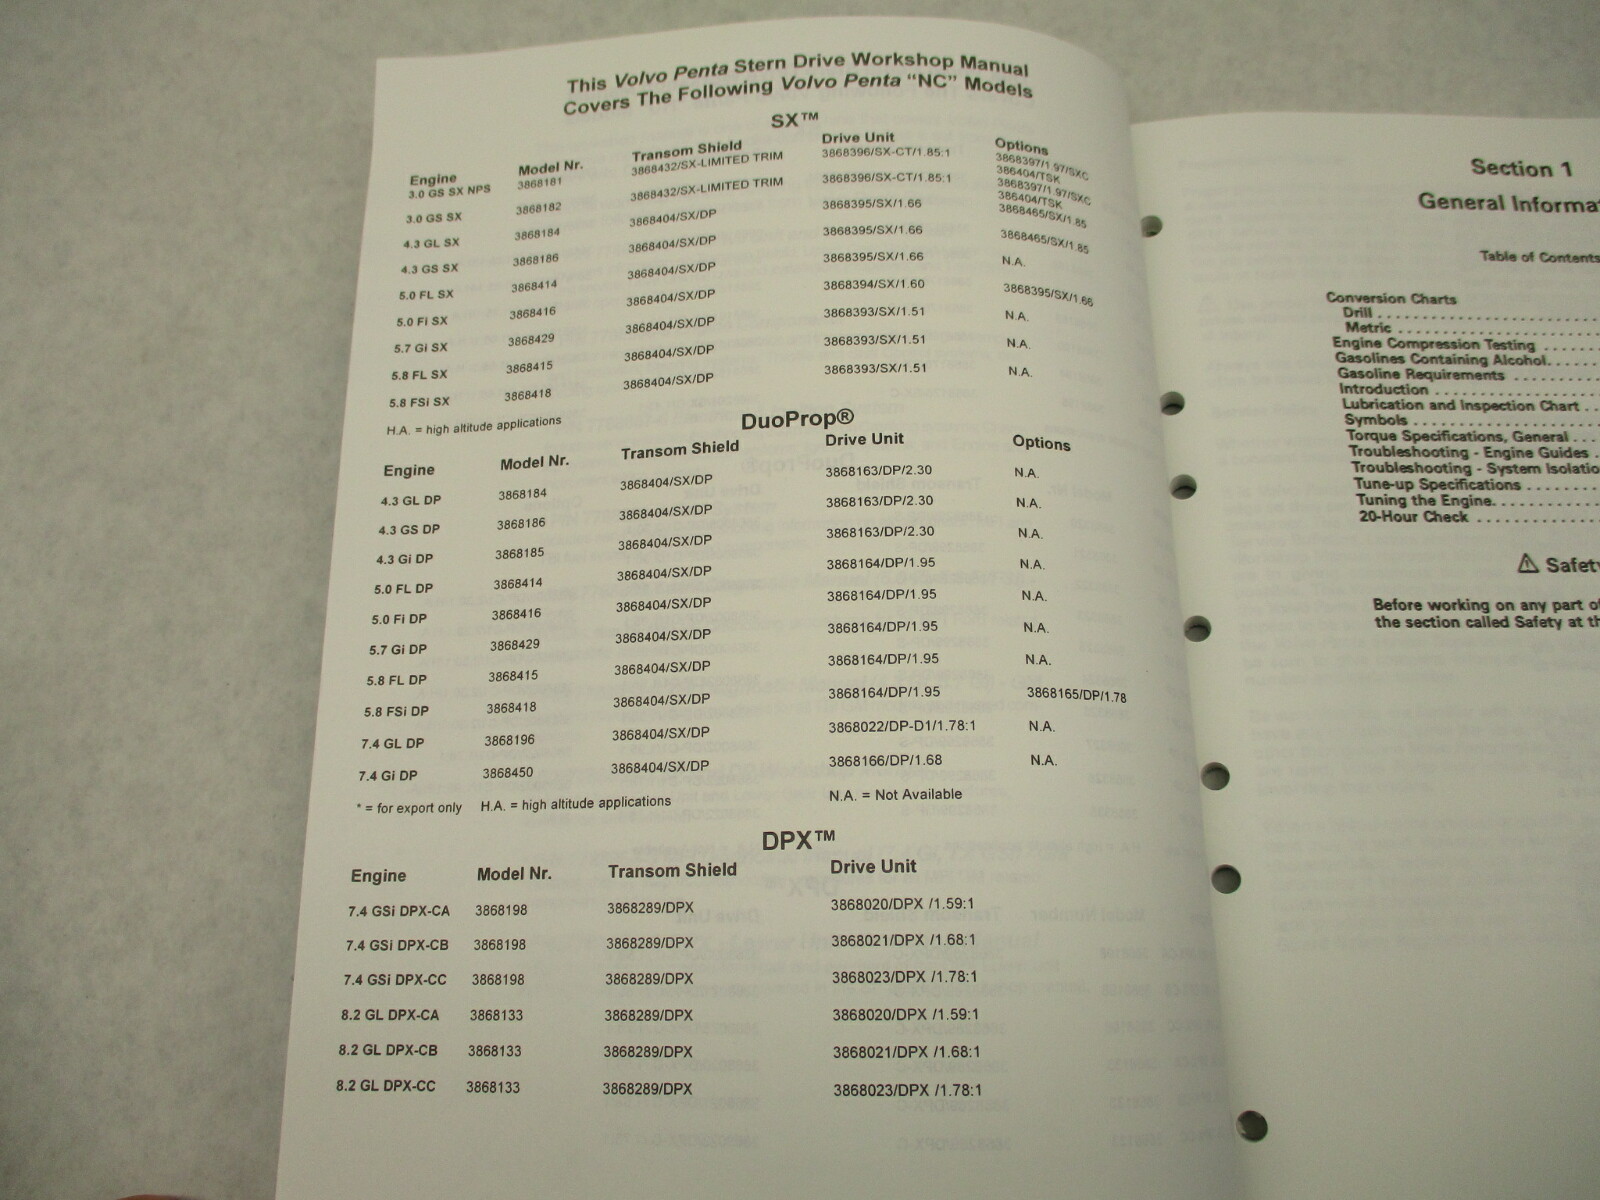 This Volvo Penta Stern Drive Workshop Manual
Covers The Following Volvo Penta “NC” Models
SX™
Engine Model Nr. Transom Shield Drive Unit Options
3.0 GS SX NPS 3868181 3868432/SX-LIMITED TRIM 3868396/SX-CT/1.85:1 3868397/1.97/SXC
386404/TSK
3.0 GS SX 3868182 3868432/SX-LIMITED TRIM 3868396/SX-CT/1.85:1 3868397/1.97/SXC
386404/TSK
4.3 GL SX 3868184 3868404/SX/DP 3868395/SX/1.66 3868465/SX/1.85
4.3 GS SX 3868186 3868404/SX/DP 3868395/SX/1.66 3868465/SX/1.85
5.0 FL SX 3868414 3868404/SX/DP 3868395/SX/1.66 N.A.
5.0 Fi SX 3868416 3868404/SX/DP 3868394/SX/1.60 3868395/SX/1.66
5.7 Gi SX 3868429 3868404/SX/DP 3868393/SX/1.51 N.A.
5.8 FL SX 3868415 3868404/SX/DP 3868393/SX/1.51 N.A.
5.8 FSi SX 3868418 3868404/SX/DP 3868393/SX/1.51 N.A.
H.A. = high altitude applications
DuoProp®
Engine Model Nr. Transom Shield Drive Unit Options
4.3 GL DP 3868184 3868404/SX/DP 3868163/DP/2.30 N.A.
4.3 GS DP 3868186 3868404/SX/DP 3868163/DP/2.30 N.A.
4.3 Gi DP 3868185 3868404/SX/DP 3868163/DP/2.30 N.A.
5.0 FL DP 3868414 3868404/SX/DP 3868164/DP/1.95 N.A.
5.0 Fi DP 3868416 3868404/SX/DP 3868164/DP/1.95 N.A.
5.7 Gi DP 3868429 3868404/SX/DP 3868164/DP/1.95 N.A.
5.8 FL DP 3868415 3868404/SX/DP 3868164/DP/1.95 N.A.
5.8 FSi DP 3868418 3868404/SX/DP 3868164/DP/1.95 3868165/DP/1.78
7.4 GL DP 3868196 3868404/SX/DP 3868022/DP-D1/1.78:1 N.A.
7.4 Gi DP 3868450 3868404/SX/DP 3868166/DP/1.68 N.A.
* = for export only H.A. = high altitude applications N.A. = Not Available
DPX™
Engine Model Nr. Transom Shield Drive Unit
7.4 GSi DPX-CA 3868198 3868289/DPX 3868020/DPX /1.59:1
7.4 GSi DPX-CB 3868198 3868289/DPX 3868021/DPX /1.68:1
7.4 GSi DPX-CC 3868198 3868289/DPX 3868023/DPX /1.78:1
8.2 GL DPX-CA 3868133 3868289/DPX 3868020/DPX /1.59:1
8.2 GL DPX-CB 3868133 3868289/DPX 3868021/DPX /1.68:1
8.2 GL DPX-CC 3868133 3868289/DPX 3868023/DPX /1.78:1
Section 1
General Informa
Table of Contents
Conversion Charts
Drill . . . . . . . . . . . . . . . . . . . .
Metric . . . . . . . . . . . . . . . . . .
Engine Compression Testing . . . . . .
Gasolines Containing Alcohol. . . . . .
Gasoline Requirements . . . . . . . . .
Introduction . . . . . . . . . . . . . . . .
Lubrication and Inspection Chart . .
Symbols . . . . . . . . . . . . . . . . . .
Torque Specifications, General . . .
Troubleshooting - Engine Guides .
Troubleshooting - System Isolatio
Tune-up Specifications . . . . . . . .
Tuning the Engine. . . . . . . . . . . .
20-Hour Check . . . . . . . . . . . . . .
⚠ Safet
Before working on any part o
the section called Safety at th